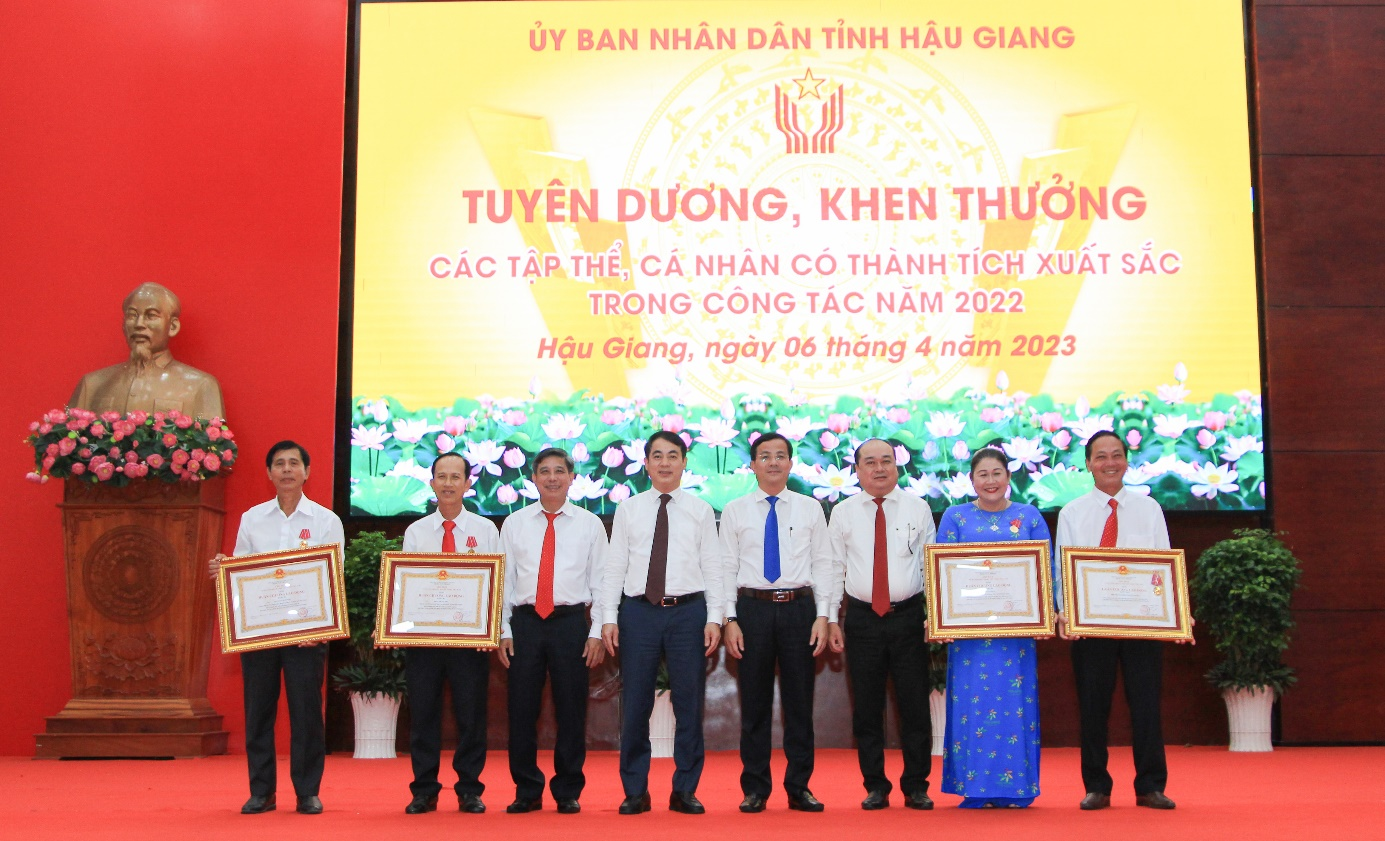 ỦY BAN NHÂN DÂN TỈNH HẬU GIANG
TUYÊN DƯƠNG, KHEN THƯỞNG
CÁC TẬP THỂ, CÁ NHÂN CÓ THÀNH TÍCH XUẤT SẮC
TRONG CÔNG TÁC NĂM 2022
Hậu Giang, ngày 06 tháng 4 năm 2023